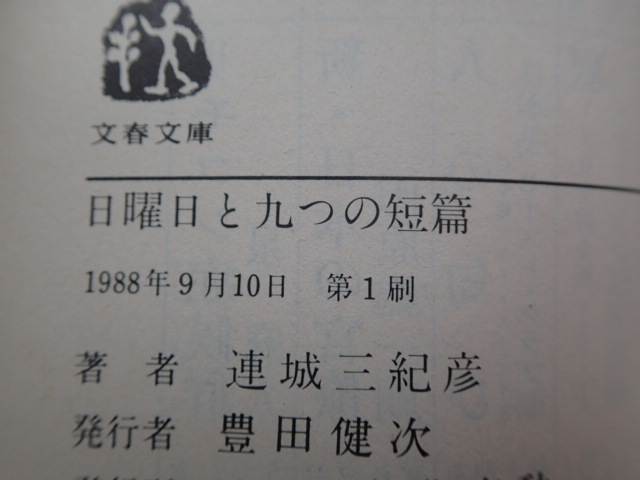 文春文庫
日曜日と九つの短篇
1988年9月10日 第1刷
著者 連城三紀彦
発行者 豊田健次